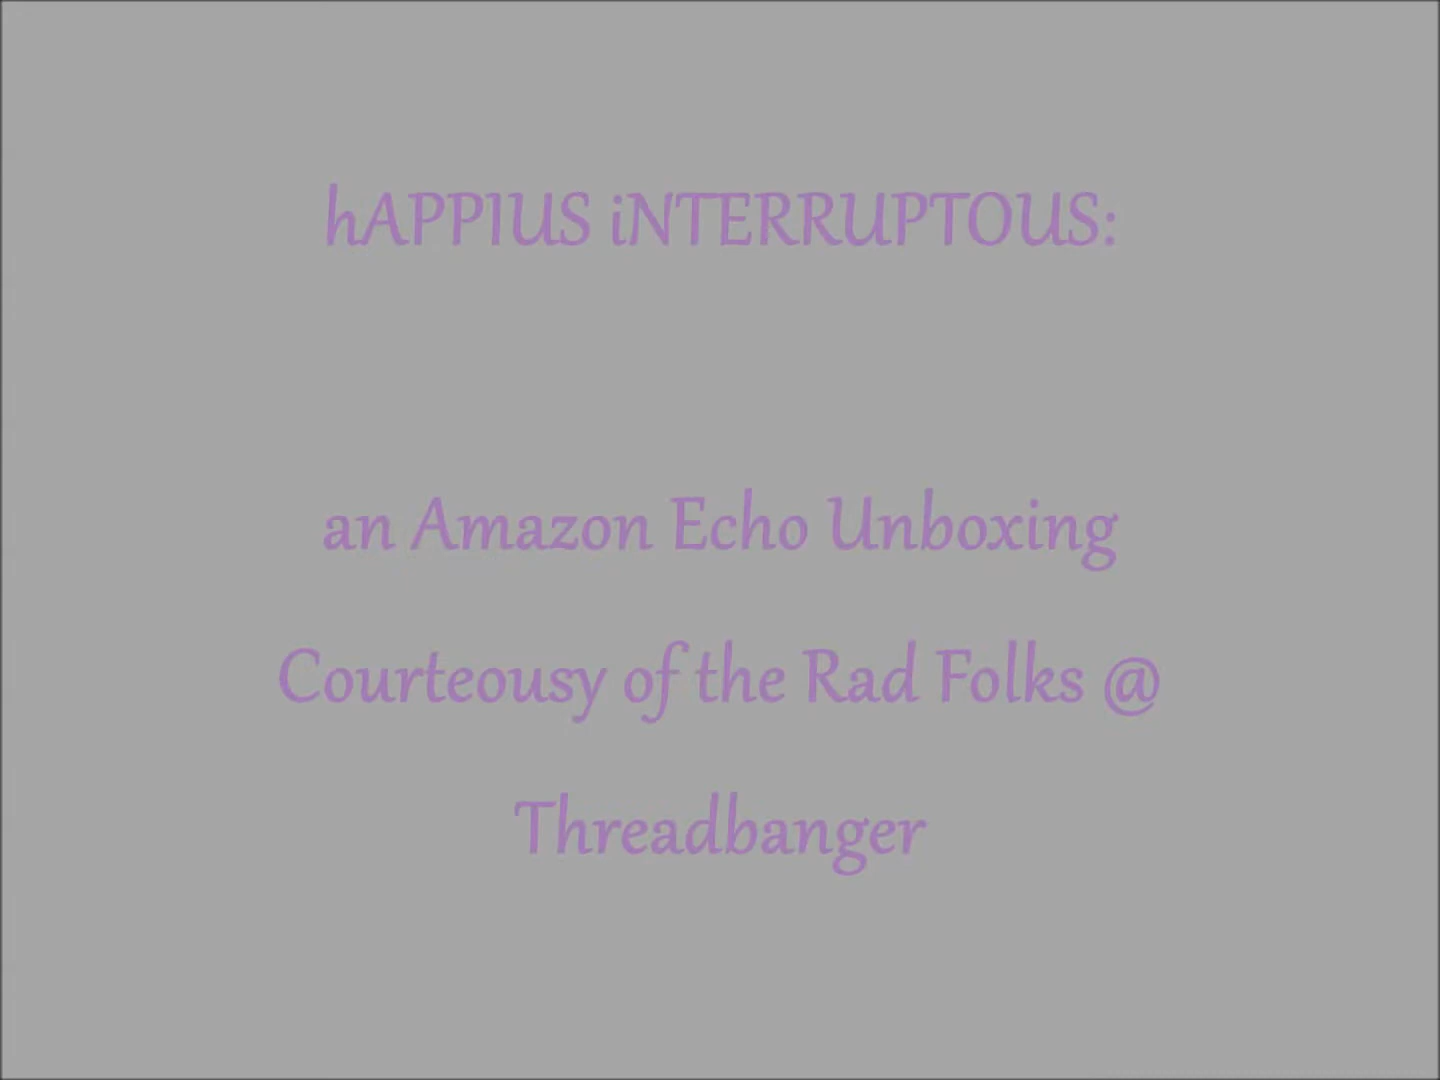 hAPPIUS iNTERRUPTOUS:
an Amazon Echo Unboxing
Courteousy of the Rad Folks @
Threadbanger